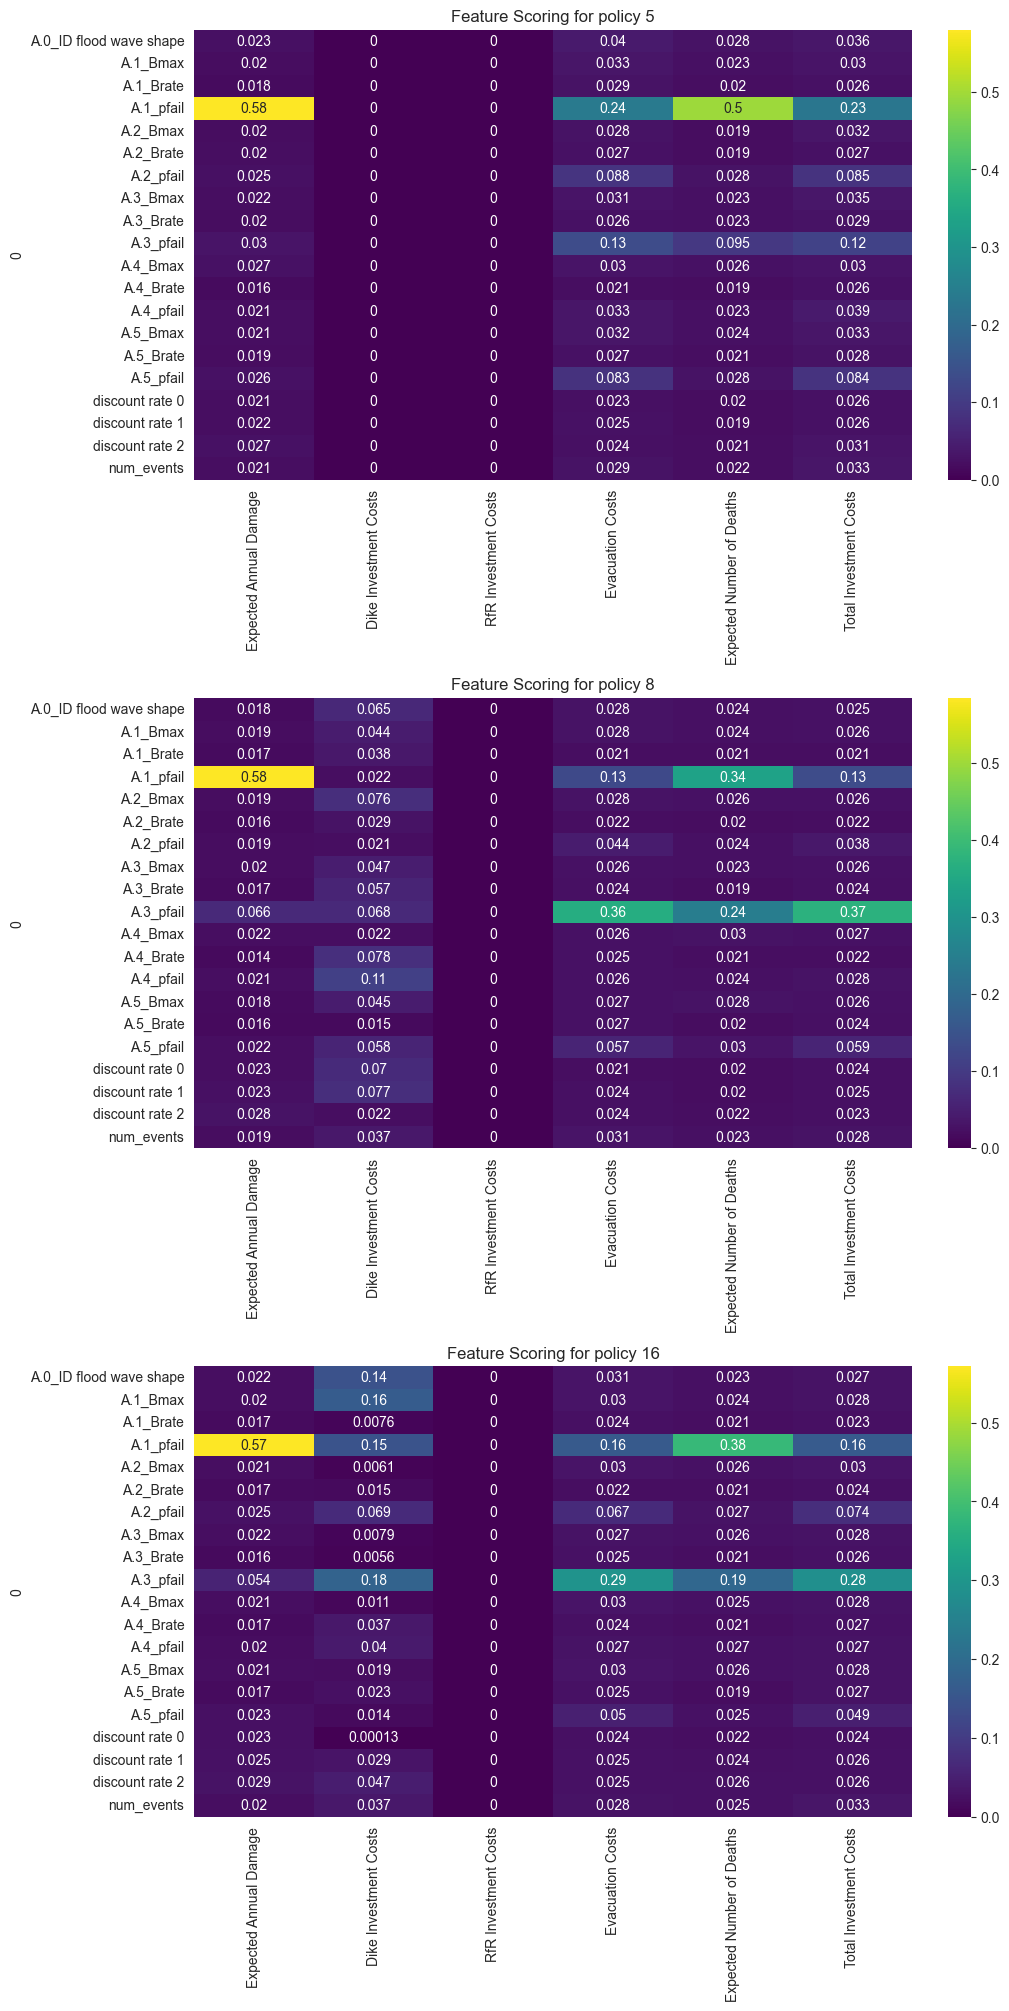 Feature Scoring for policy 5
A.0_ID flood wave shape 0.023 0 0 0.04 0.028 0.036
A.1_Bmax 0.02 0 0 0.033 0.023 0.03
A.1_Brate 0.018 0 0 0.029 0.02 0.026
A.1_pfail 0.58 0 0 0.24 0.5 0.23
A.2_Bmax 0.02 0 0 0.028 0.019 0.032
A.2_Brate 0.02 0 0 0.027 0.019 0.027
A.2_pfail 0.025 0 0 0.088 0.028 0.085
A.3_Bmax 0.022 0 0 0.031 0.023 0.035
A.3_Brate 0.02 0 0 0.026 0.023 0.029
A.3_pfail 0.03 0 0 0.13 0.095 0.12
A.4_Bmax 0.027 0 0 0.03 0.026 0.03
A.4_Brate 0.016 0 0 0.021 0.019 0.026
A.4_pfail 0.021 0 0 0.033 0.023 0.039
A.5_Bmax 0.021 0 0 0.032 0.024 0.033
A.5_Brate 0.019 0 0 0.027 0.021 0.028
A.5_pfail 0.026 0 0 0.083 0.028 0.084
discount rate 0 0.021 0 0 0.023 0.02 0.026
discount rate 1 0.022 0 0 0.025 0.019 0.026
discount rate 2 0.027 0 0 0.024 0.021 0.031
num_events 0.021 0 0 0.029 0.022 0.033
0
Expected Annual Damage
Dike Investment Costs
RfR Investment Costs
Evacuation Costs
Expected Number of Deaths
Total Investment Costs
0.5
0.4
0.3
0.2
0.1
0.0
Feature Scoring for policy 8
A.0_ID flood wave shape 0.018 0.065 0 0.028 0.024 0.025
A.1_Bmax 0.019 0.044 0 0.028 0.024 0.026
A.1_Brate 0.017 0.038 0 0.021 0.021 0.021
A.1_pfail 0.58 0.022 0 0.13 0.34 0.13
A.2_Bmax 0.019 0.076 0 0.028 0.026 0.026
A.2_Brate 0.016 0.029 0 0.022 0.02 0.022
A.2_pfail 0.019 0.021 0 0.044 0.024 0.038
A.3_Bmax 0.02 0.047 0 0.026 0.023 0.026
A.3_Brate 0.017 0.057 0 0.024 0.019 0.024
A.3_pfail 0.066 0.068 0 0.36 0.24 0.37
A.4_Bmax 0.022 0.022 0 0.026 0.03 0.027
A.4_Brate 0.014 0.078 0 0.025 0.021 0.022
A.4_pfail 0.021 0.11 0 0.026 0.024 0.028
A.5_Bmax 0.018 0.045 0 0.027 0.028 0.026
A.5_Brate 0.016 0.015 0 0.027 0.02 0.024
A.5_pfail 0.022 0.058 0 0.057 0.03 0.059
discount rate 0 0.023 0.07 0 0.021 0.02 0.024
discount rate 1 0.023 0.077 0 0.024 0.02 0.025
discount rate 2 0.028 0.022 0 0.024 0.022 0.023
num_events 0.019 0.037 0 0.031 0.023 0.028
0
Expected Annual Damage
Dike Investment Costs
RfR Investment Costs
Evacuation Costs
Expected Number of Deaths
Total Investment Costs
0.5
0.4
0.3
0.2
0.1
0.0
Feature Scoring for policy 16
A.0_ID flood wave shape 0.022 0.14 0 0.031 0.023 0.027
A.1_Bmax 0.02 0.16 0 0.03 0.024 0.028
A.1_Brate 0.017 0.0076 0 0.024 0.021 0.023
A.1_pfail 0.57 0.15 0 0.16 0.38 0.16
A.2_Bmax 0.021 0.0061 0 0.03 0.026 0.03
A.2_Brate 0.017 0.015 0 0.022 0.021 0.024
A.2_pfail 0.025 0.069 0 0.067 0.027 0.074
A.3_Bmax 0.022 0.0079 0 0.027 0.026 0.028
A.3_Brate 0.016 0.0056 0 0.025 0.021 0.026
A.3_pfail 0.054 0.18 0 0.29 0.19 0.28
A.4_Bmax 0.021 0.011 0 0.03 0.025 0.028
A.4_Brate 0.017 0.037 0 0.024 0.021 0.027
A.4_pfail 0.02 0.04 0 0.027 0.027 0.027
A.5_Bmax 0.021 0.019 0 0.03 0.026 0.028
A.5_Brate 0.017 0.023 0 0.025 0.019 0.027
A.5_pfail 0.023 0.014 0 0.05 0.025 0.049
discount rate 0 0.023 0.00013 0 0.024 0.022 0.024
discount rate 1 0.025 0.029 0 0.025 0.024 0.026
discount rate 2 0.029 0.047 0 0.025 0.026 0.026
num_events 0.02 0.037 0 0.028 0.025 0.033
0
Expected Annual Damage
Dike Investment Costs
RfR Investment Costs
Evacuation Costs
Expected Number of Deaths
Total Investment Costs
0.5
0.4
0.3
0.2
0.1
0.0